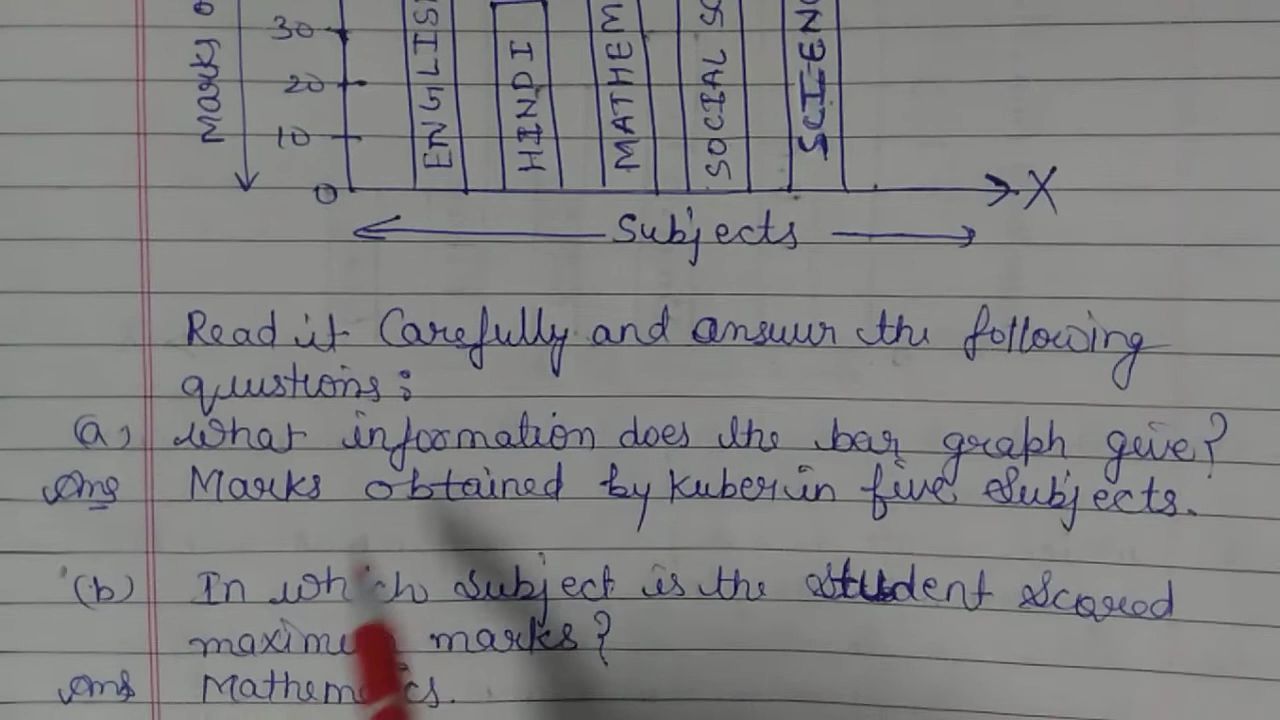 Marks o
30
20
10
0
ENGLIS
HINDI
MATHEM
SOCIAL SC
SCIENC
X
Subjects
Read it Carefully and answer the following
questions:
(a) What information does the bar graph give?
Ans Marks obtained by Kuber in five Subjects.
(b) In which subject is the student Scored
maximum marks?
Ans Mathematics.